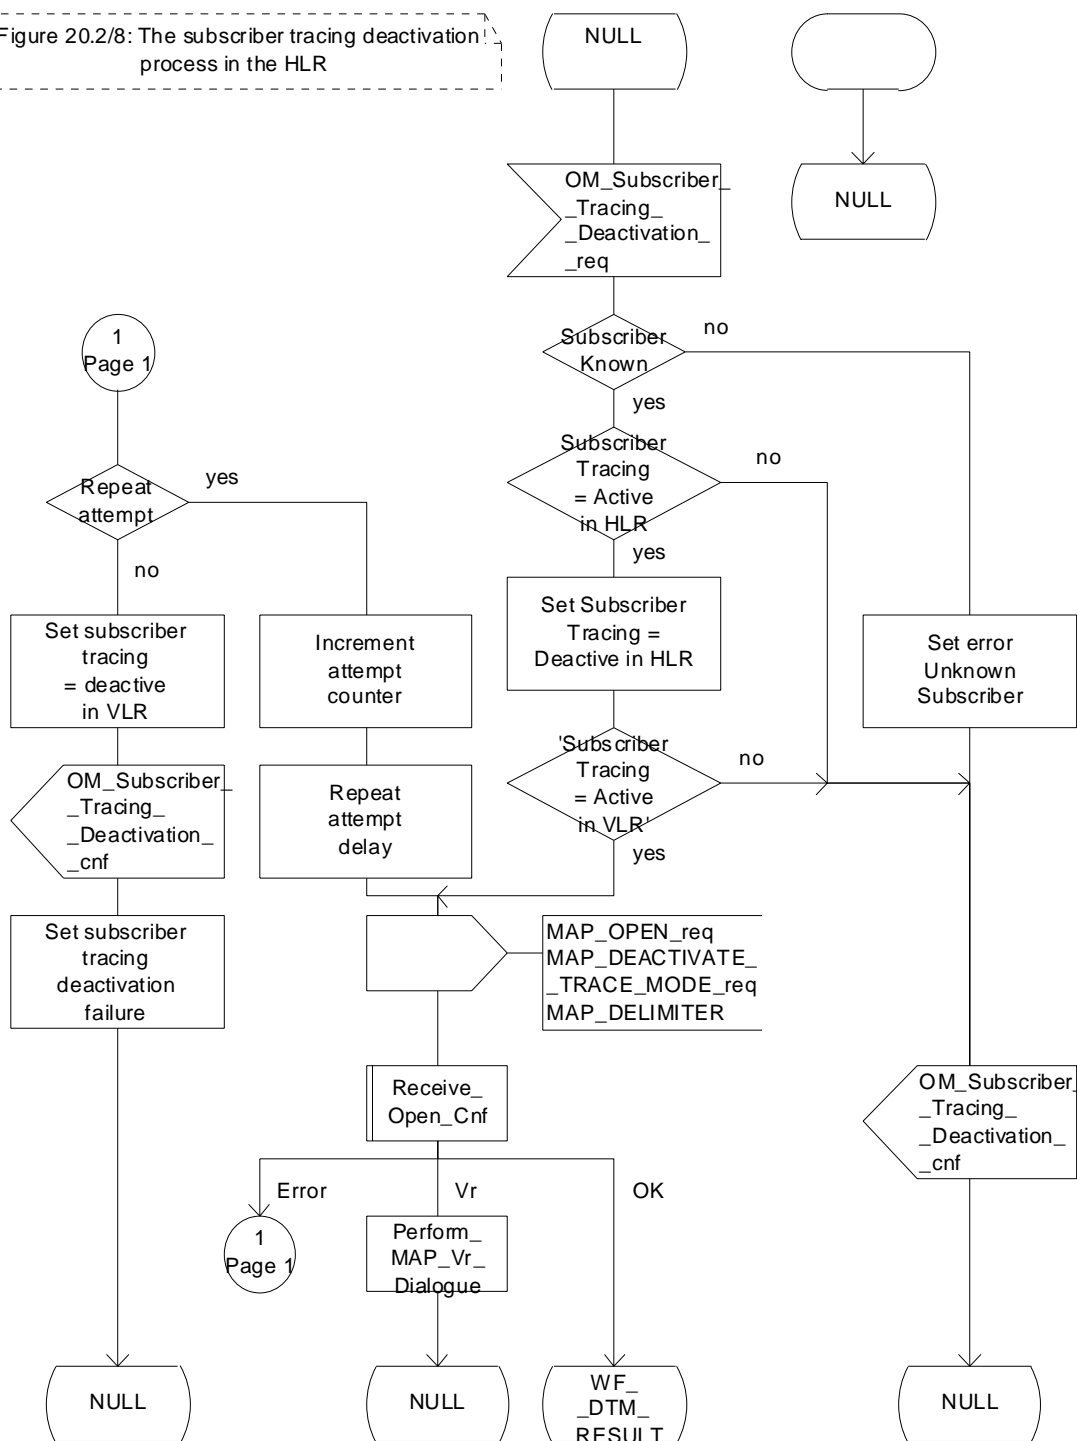 Figure 20.2/8: The subscriber tracing deactivation
process in the HLR
NULL
NULL
OM_Subscriber_
_Tracing_
_Deactivation_
_req
1
Page 1
Subscriber
Known
no
yes
Subscriber
Tracing
= Active
in HLR
no
yes
Repeat
attempt
yes
no
Set Subscriber
Tracing =
Deactive in HLR
Set subscriber
tracing
= deactive
in VLR
Increment
attempt
counter
Set error
Unknown
Subscriber
'Subscriber
Tracing
= Active
in VLR'
no
yes
OM_Subscriber_
_Tracing_
_Deactivation_
_cnf
Repeat
attempt
delay
Set subscriber
tracing
deactivation
failure
MAP_OPEN_req
MAP_DEACTIVATE_
_TRACE_MODE_req
MAP_DELIMITER
Receive_
Open_Cnf
OM_Subscriber_
_Tracing_
_Deactivation_
_cnf
Error
Vr
OK
1
Page 1
Perform_
MAP_Vr_
Dialogue
NULL
NULL
WF_
_DTM_
RESULT
NULL